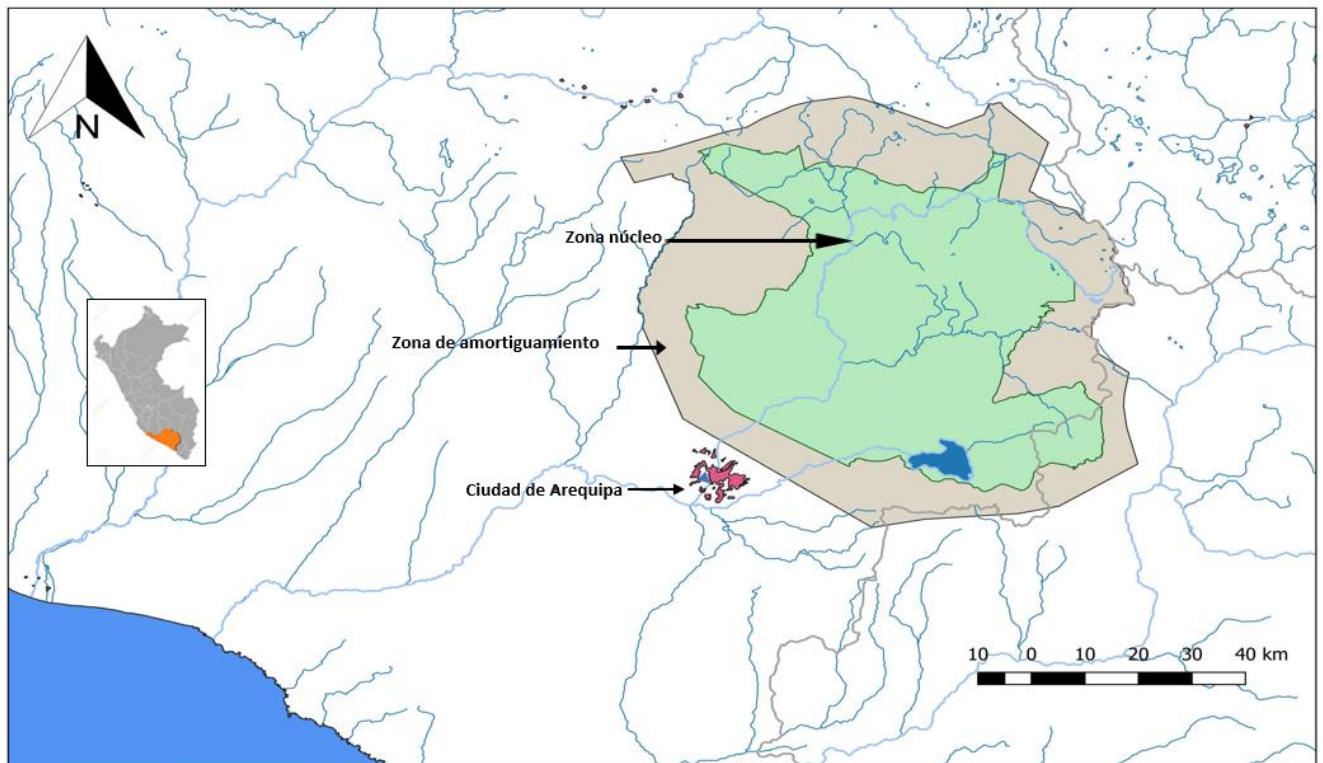 N
Zona núcleo
Zona de amortiguamiento
Ciudad de Arequipa
10 0 10 20 30 40 km